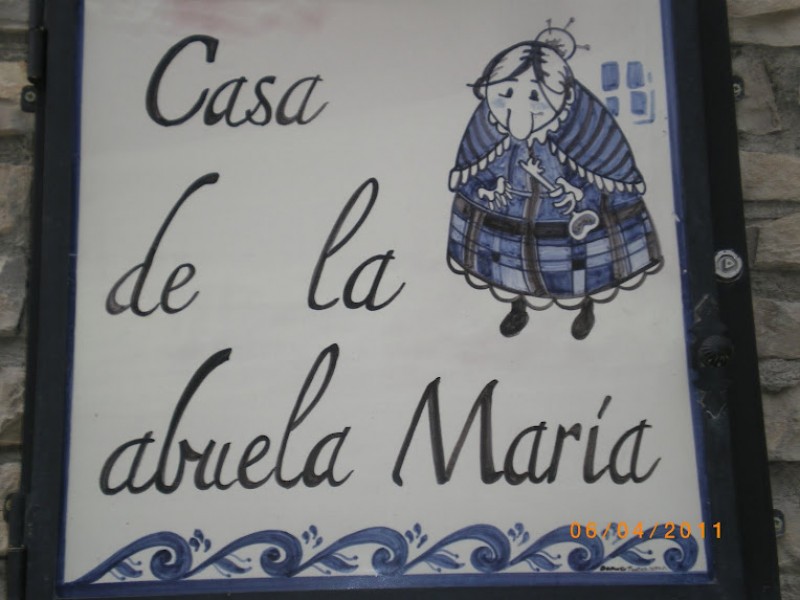 Casa
de la
abuela María
06/04/2011